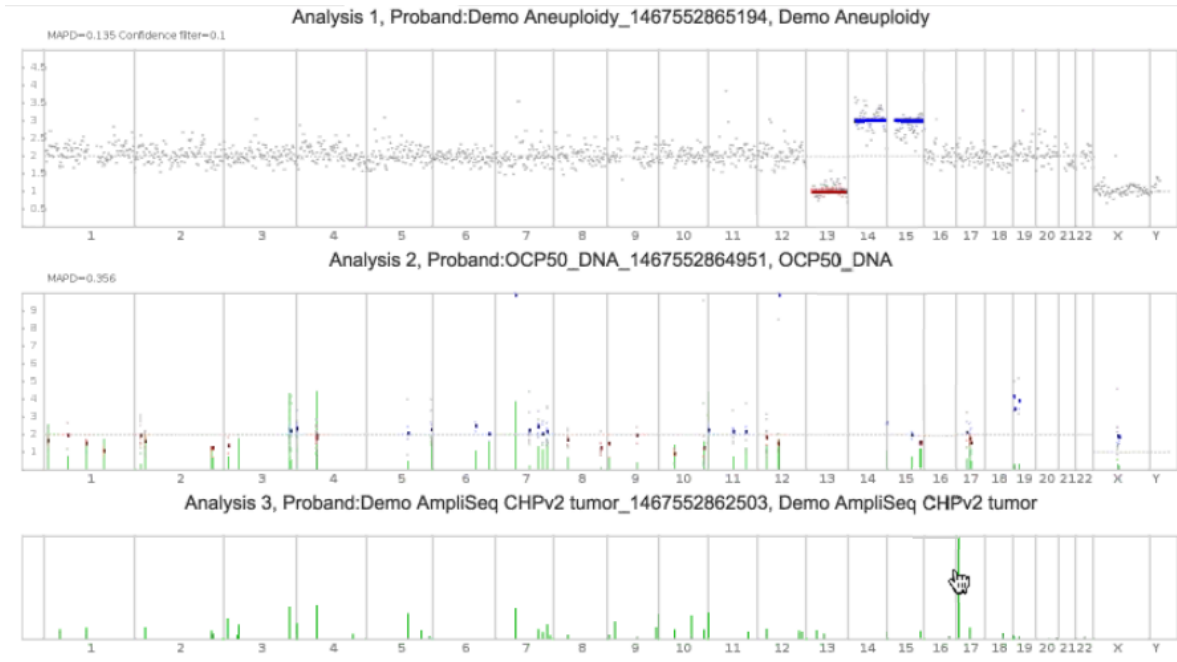 Analysis 1, Proband:Demo Aneuploidy_1467552865194, Demo Aneuploidy
MAPD=0.135 Confidence filter=0.1
4.5
4
3.5
3
2.5
2
1.5
1
0.5
1 2 3 4 5 6 7 8 9 10 11 12 13 14 15 16 17 18 19 20 2122 X Y
Analysis 2, Proband:OCP50_DNA_1467552864951, OCP50_DNA
MAPD=0.356
9
8
7
6
5
4
3
2
1
1 2 3 4 5 6 7 8 9 10 11 12 13 14 15 16 17 18 19 20 2122 X Y
Analysis 3, Proband:Demo AmpliSeq CHPv2 tumor_1467552862503, Demo AmpliSeq CHPv2 tumor
1 2 3 4 5 6 7 8 9 10 11 12 13 14 15 16 17 18 19 20 2122 X Y